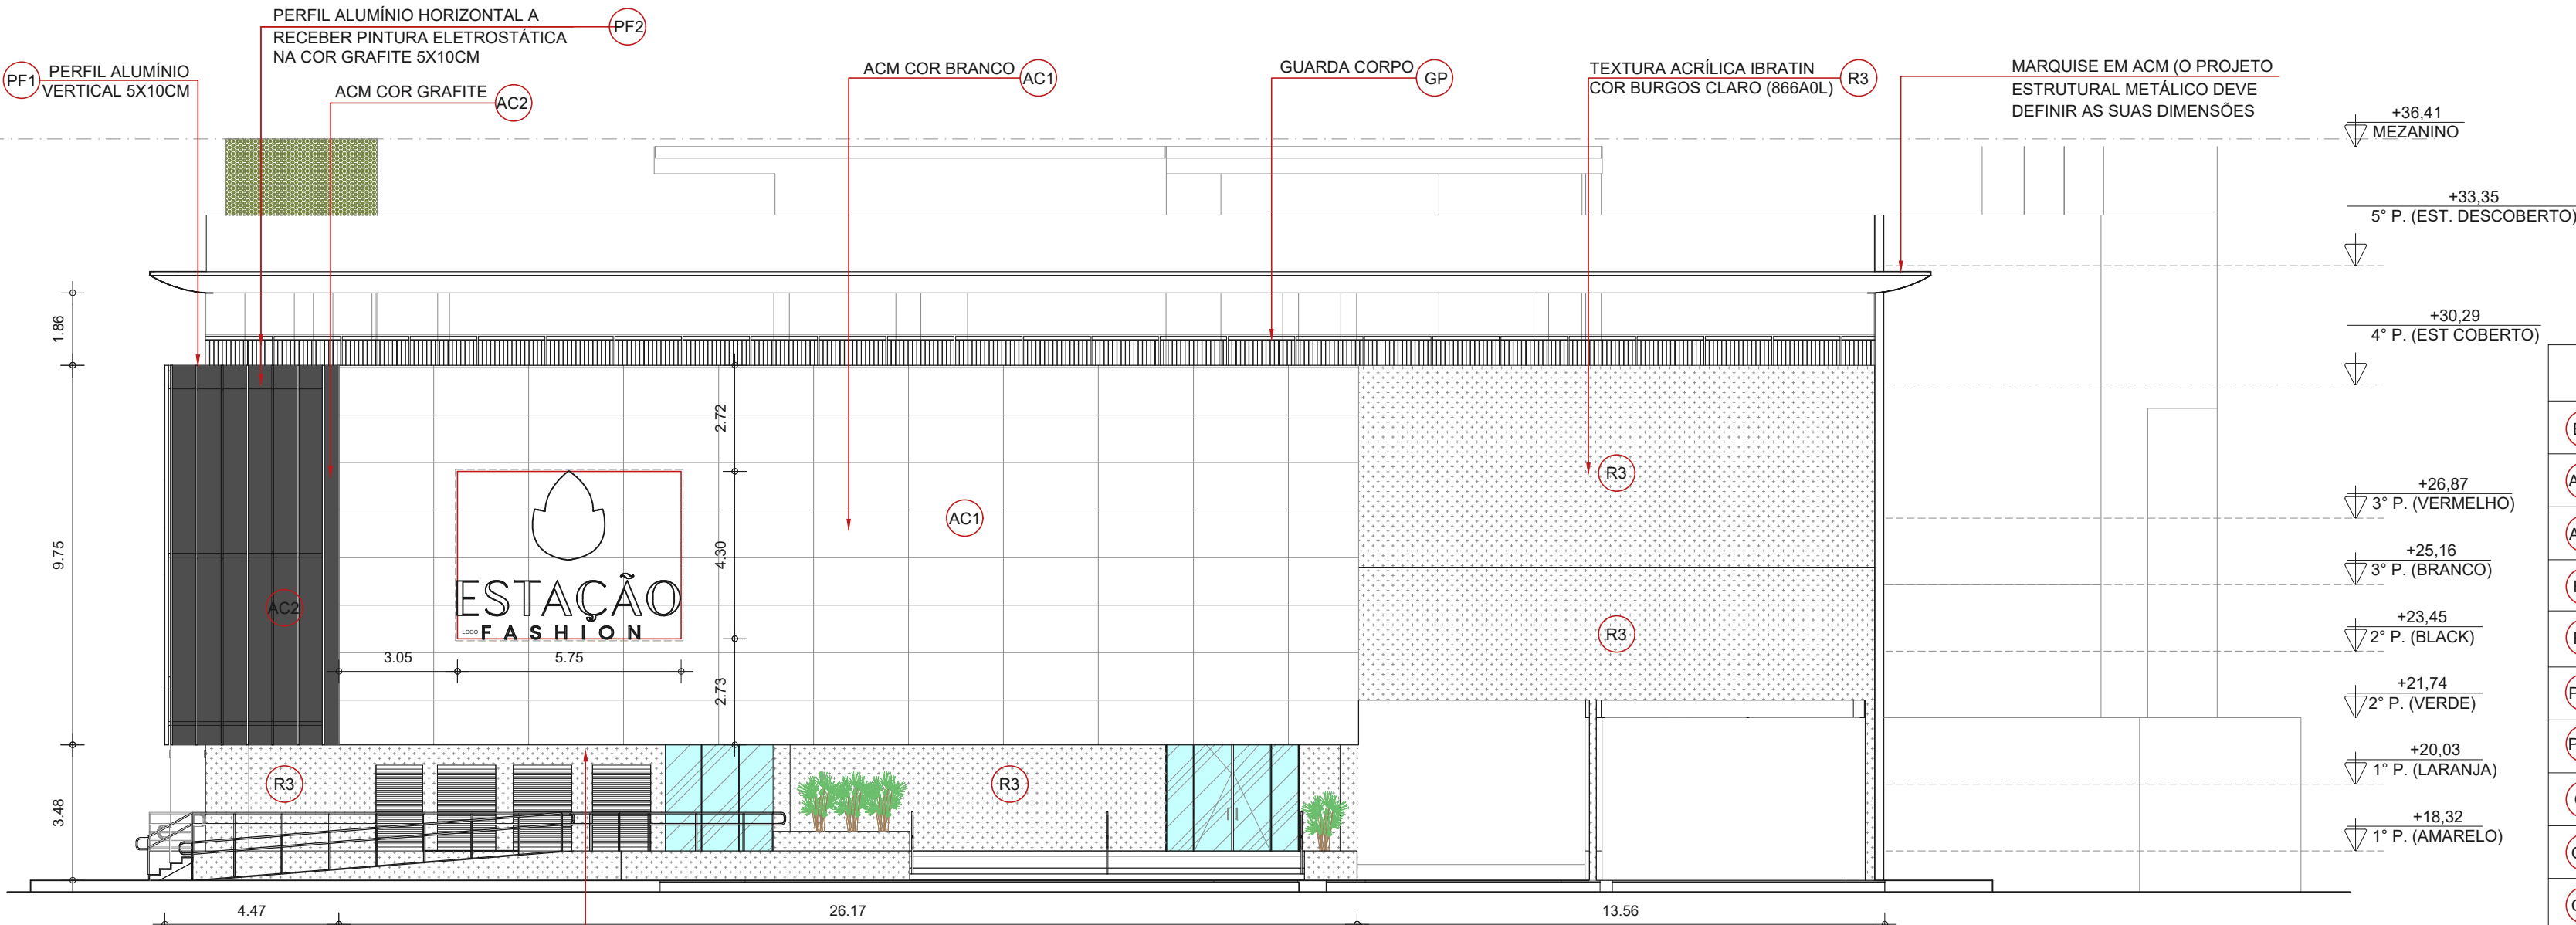 PERFIL ALUMÍNIO HORIZONTAL A
RECEBER PINTURA ELETROSTÁTICA
NA COR GRAFITE 5X10CM
PF2
PF1
PERFIL ALUMÍNIO
VERTICAL 5X10CM
ACM COR GRAFITE
AC2
ACM COR BRANCO
AC1
GUARDA CORPO
GP
TEXTURA ACRÍLICA IBRATIN
COR BURGOS CLARO (866A0L)
R3
MARQUISE EM ACM (O PROJETO
ESTRUTURAL METÁLICO DEVE
DEFINIR AS SUAS DIMENSÕES
+36,41
MEZANINO
+33,35
5° P. (EST. DESCOBERTO)
+30,29
4° P. (EST COBERTO)
+26,87
3° P. (VERMELHO)
+25,16
3° P. (BRANCO)
+23,45
2° P. (BLACK)
+21,74
2° P. (VERDE)
+20,03
1° P. (LARANJA)
+18,32
1° P. (AMARELO)
1.86
9.75
3.48
2.72
4.30
2.73
AC2
AC1
R3
R3
ESTAÇÃO
LOGO
FASHION
3.05
5.75
R3
R3
4.47
26.17
13.56